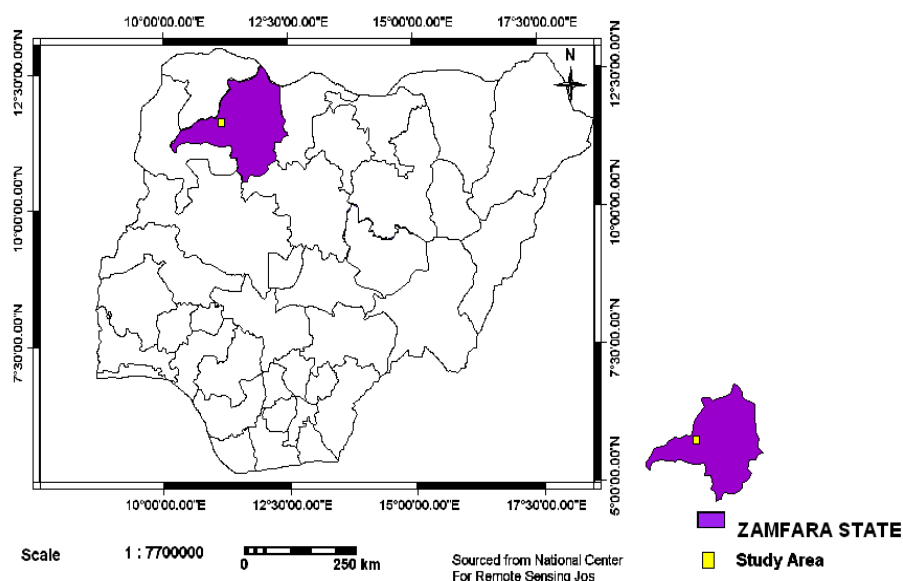 10°00'00.00"E 12°30'00.00"E 15°00'00.00"E 17°30'00.00"E
12°30'00.00"N
12°30'00.00"N
N
10°00'00.00"N
10°00'00.00"N
7°30'00.00"N
7°30'00.00"N
5°00'00.00"N
10°00'00.00"E 12°30'00.00"E 15°00'00.00"E 17°30'00.00"E
ZAMFARA STATE
Study Area
Scale 1 : 7700000
0 250 km
Sourced from National Center
For Remote Sensing Jos